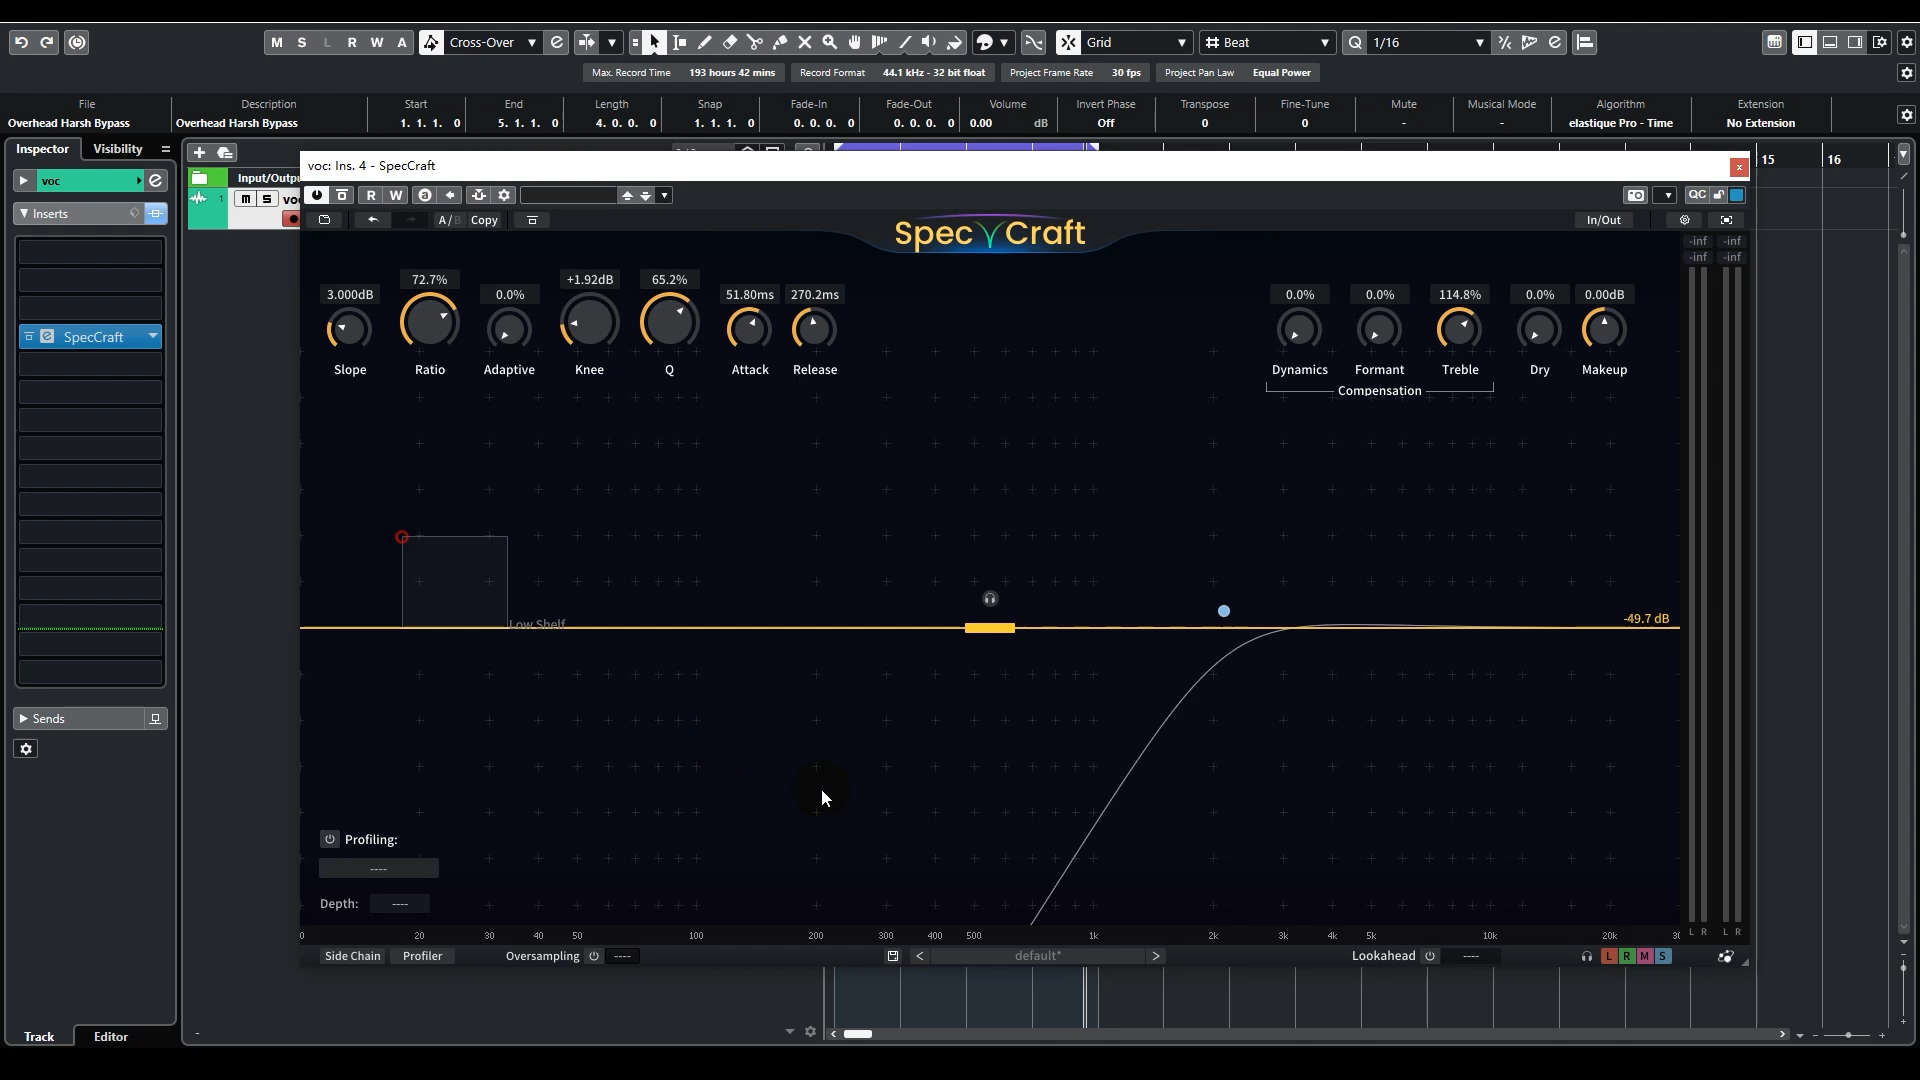 M S L R W A Cross-Over Grid Beat Q 1/16
Max. Record Time 193 hours 42 mins Record Format 44.1 kHz - 32 bit float Project Frame Rate 30 fps Project Pan Law Equal Power
File Description Start End Length Snap Fade-In Fade-Out Volume Invert Phase Transpose Fine-Tune Mute Musical Mode Algorithm Extension
Overhead Harsh Bypass Overhead Harsh Bypass 1. 1. 1. 0 5. 1. 1. 0 4. 0. 0. 0 1. 1. 1. 0 0. 0. 0. 0 0. 0. 0. 0 0.00 dB Off 0 0 - - elastique Pro - Time No Extension
Inspector Visibility
15 16
voc: Ins. 4 - SpecCraft
voc
Input/Outpu
R W QC
m S voc
Inserts
A / B Copy In/Out
Spec Craft
-inf -inf
-inf -inf
3.000dB 72.7% 0.0% +1.92dB 65.2% 51.80ms 270.2ms 0.0% 0.0% 114.8% 0.0% 0.00dB
SpecCraft
Slope Ratio Adaptive Knee Q Attack Release Dynamics Formant Treble Dry Makeup
Compensation
Low Shelf
-49.7 dB
Sends
Profiling:
----
Depth: ----
0 20 30 40 50 100 200 300 400 500 1k 2k 3k 4k 5k 10k 20k
L R L R
Side Chain Profiler Oversampling ---- < default* > Lookahead ---- L R M S
Track Editor